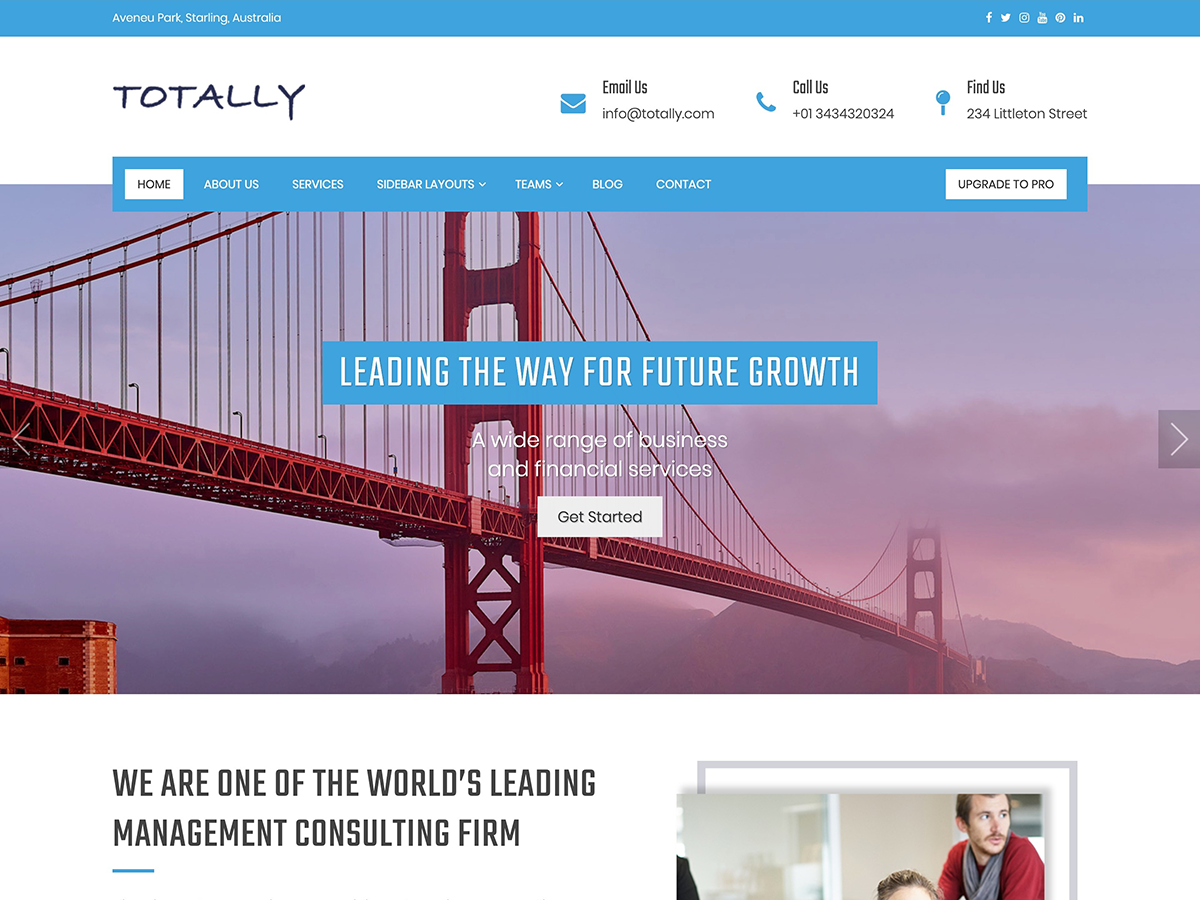 Aveneu Park, Starling, Australia
TOTALLY
Email Us
info@totally.com
Call Us
+01 3434320324
Find Us
234 Littleton Street
HOME ABOUT US SERVICES SIDEBAR LAYOUTS TEAMS BLOG CONTACT UPGRADE TO PRO
LEADING THE WAY FOR FUTURE GROWTH
A wide range of business
and financial services
Get Started
WE ARE ONE OF THE WORLD’S LEADING
MANAGEMENT CONSULTING FIRM